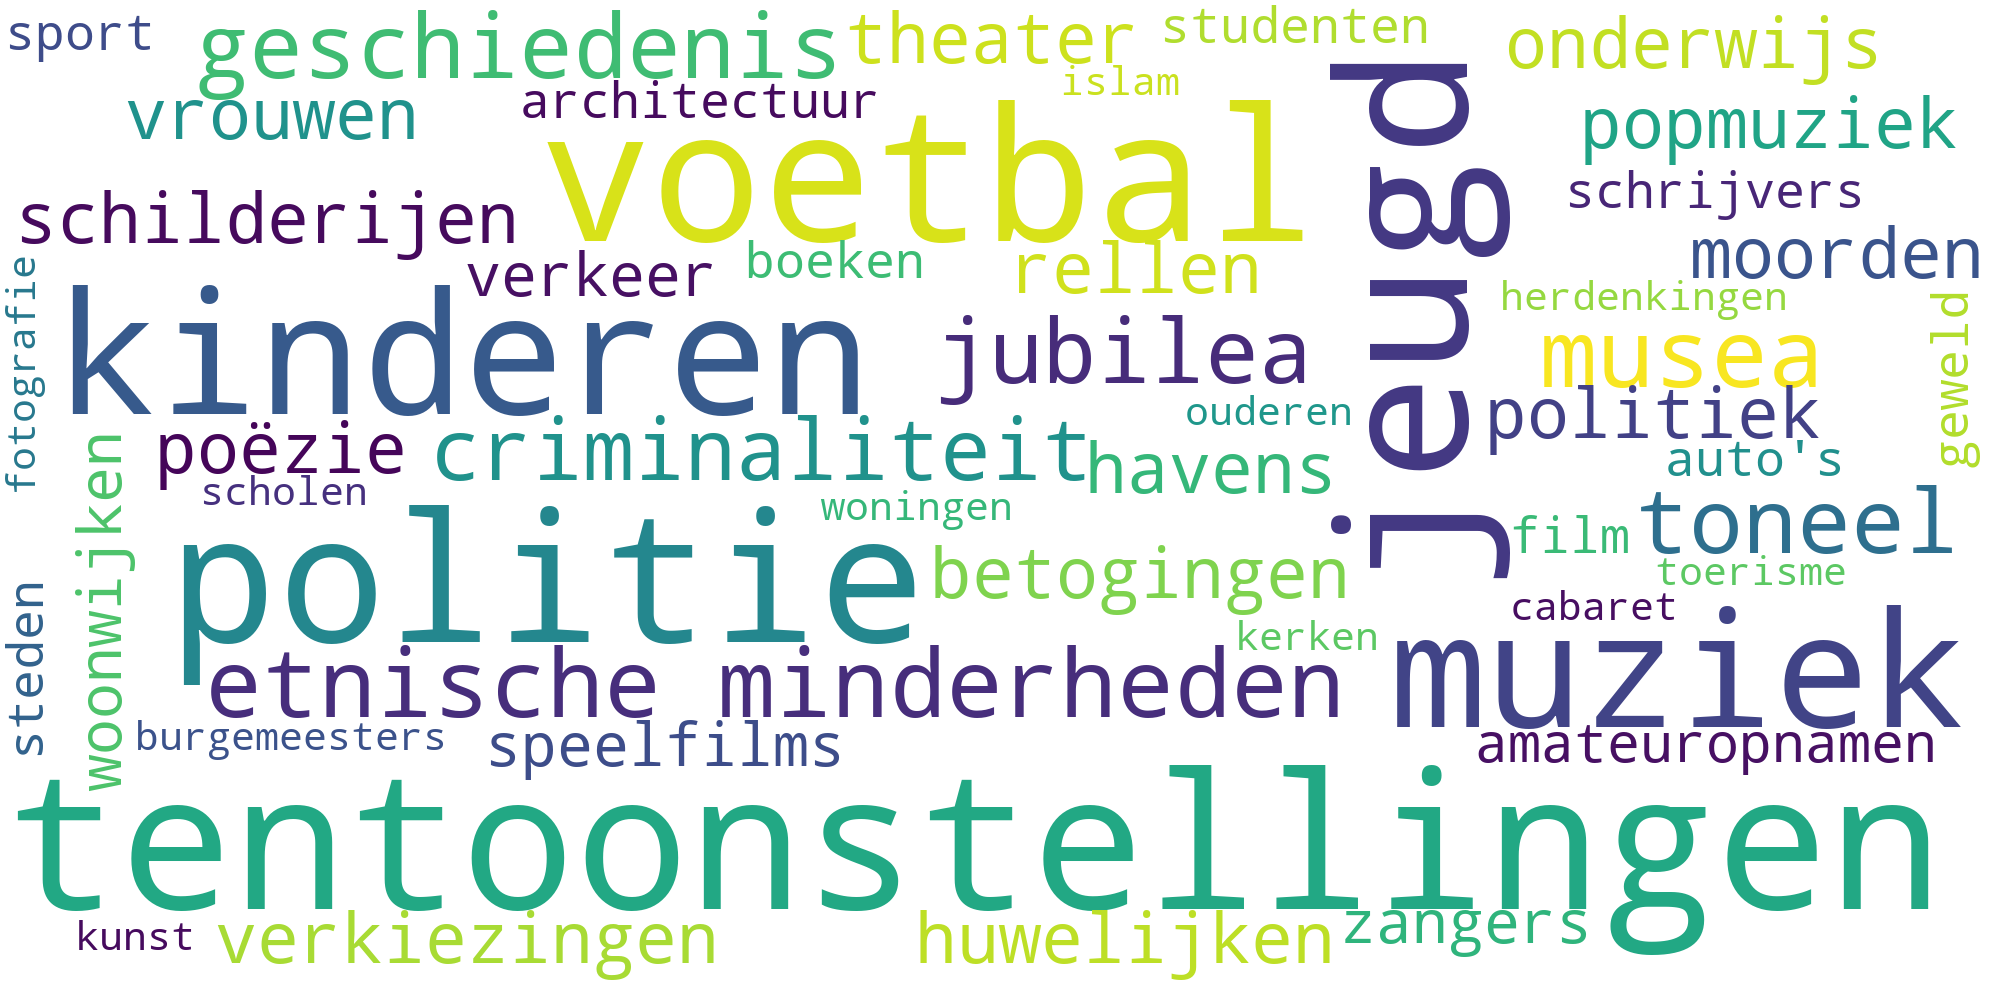 sport
geschiedenis
theater
studenten
onderwijs
vrouwen
architectuur
islam
voetbal
jeugd
popmuziek
schilderijen
schrijvers
verkeer
boeken
rellen
moorden
fotografie
kinderen
jubilea
herdenkingen
musea
geweld
poëzie
criminaliteit
ouderen
politiek
havens
auto's
scholen
woonwijken
woningen
politie
film
toneel
betogingen
toerisme
steden
cabaret
kerken
etnische minderheden
muziek
burgemeesters
speelfilms
amateuropnamen
tentoonstellingen
kunst
verkiezingen
huwelijken
zangers